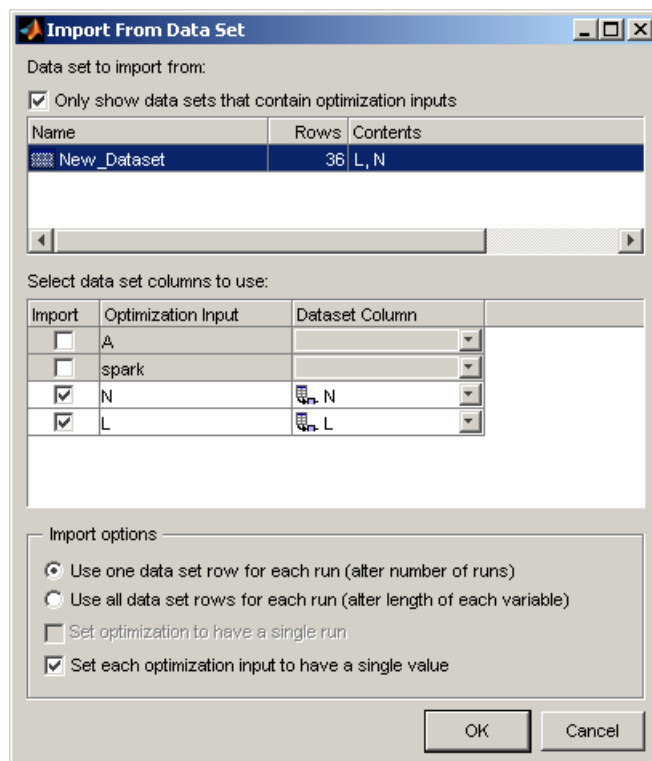 Import From Data Set
Data set to import from:
Only show data sets that contain optimization inputs
Name Rows Contents
New_Dataset 36 L, N
Select data set columns to use:
Import Optimization Input Dataset Column
A
spark
N N
L L
Import options
Use one data set row for each run (alter number of runs)
Use all data set rows for each run (alter length of each variable)
Set optimization to have a single run
Set each optimization input to have a single value
OK Cancel